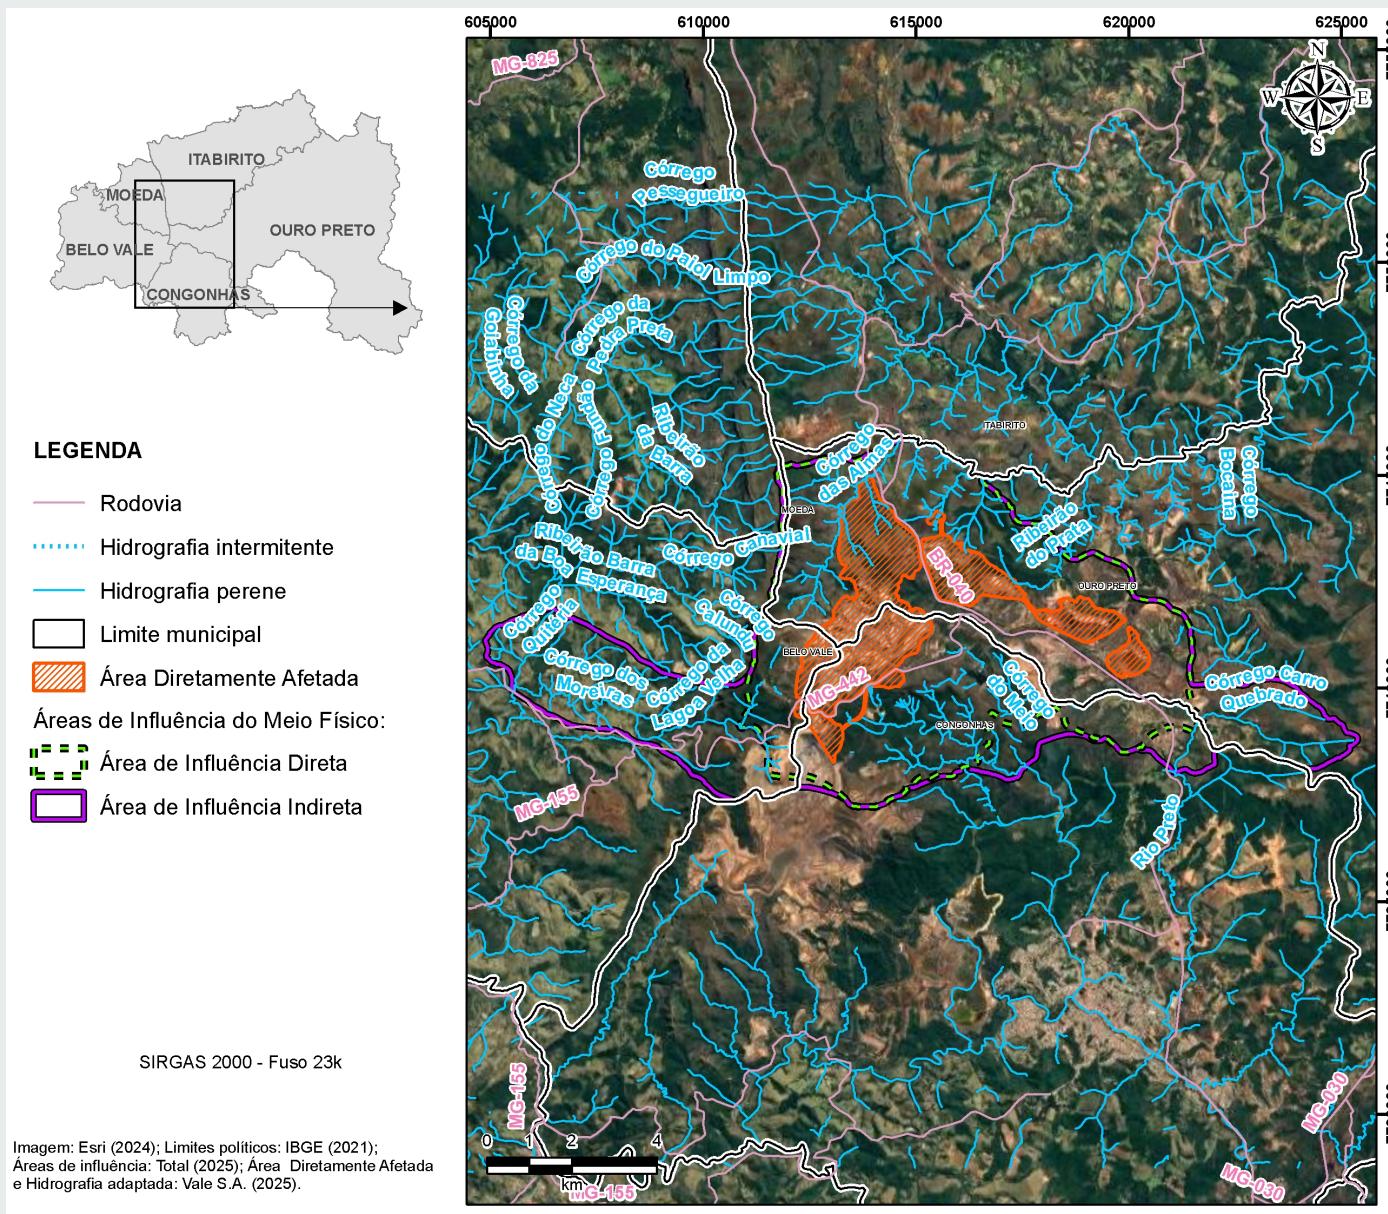 605000
610000
615000
620000
625000
N
W
E
S
ITABIRITO
MOEDA
OURO PRETO
BELO VALE
CONGONHAS
LEGENDA
Rodovia
Hidrografia intermitente
Hidrografia perene
Limite municipal
Área Diretamente Afetada
Áreas de Influência do Meio Físico:
Área de Influência Direta
Área de Influência Indireta
SIRGAS 2000 - Fuso 23k
Imagem: Esri (2024); Limites políticos: IBGE (2021);
Áreas de influência: Total (2025); Área Diretamente Afetada
e Hidrografia adaptada: Vale S.A. (2025).
MG-825
Córrego
Pessegueiro
Córrego do Paiol Limpo
Córrego da
Pedra Preta
Córrego da
Goiabinha
Córrego do Neca
Córrego Fundão
Ribeirão
da Barra
ITABIRITO
Córrego
das Almas
Córrego
Bocaina
MOEDA
Ribeirão
do Prata
Ribeirão Barra
da Boa Esperança
Córrego Canavial
BR-040
OURO PRETO
Córrego
Quitéria
Córrego
Calundu
BELO VALE
Córrego dos
Moreiras
Córrego da
Lagoa Velha
MG-442
Córrego
do Meio
Córrego Carro
Quebrado
CONGONHAS
MG-155
Rio Preto
MG-155
MG-030
MG-030
MG-155
0
1
2
4
km